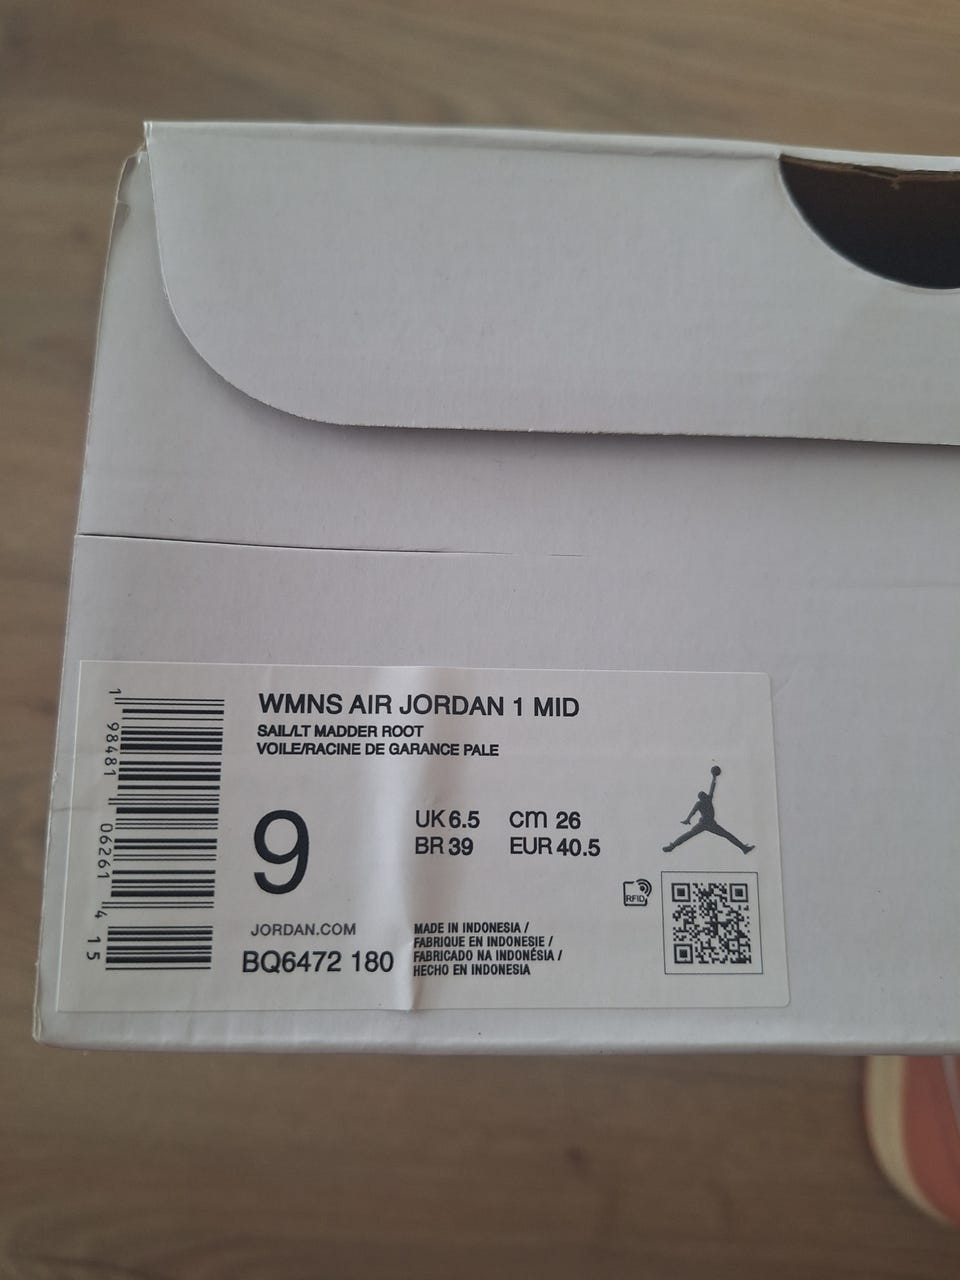 WMNS AIR JORDAN 1 MID
SAIL/LT MADDER ROOT
VOILE/RACINE DE GARANCE PALE
9
UK 6.5 cm 26
BR 39 EUR 40.5
RFID
JORDAN.COM
BQ6472 180
MADE IN INDONESIA /
FABRIQUE EN INDONESIE /
FABRICADO NA INDONÉSIA /
HECHO EN INDONESIA
1 98481 06261 4 15